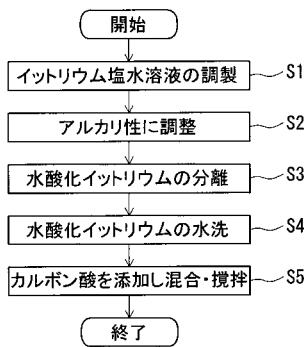 開始
イットリウム塩水溶液の調製
S1
アルカリ性に調整
S2
水酸化イットリウムの分離
S3
水酸化イットリウムの水洗
S4
カルボン酸を添加し混合・撹拌
S5
終了